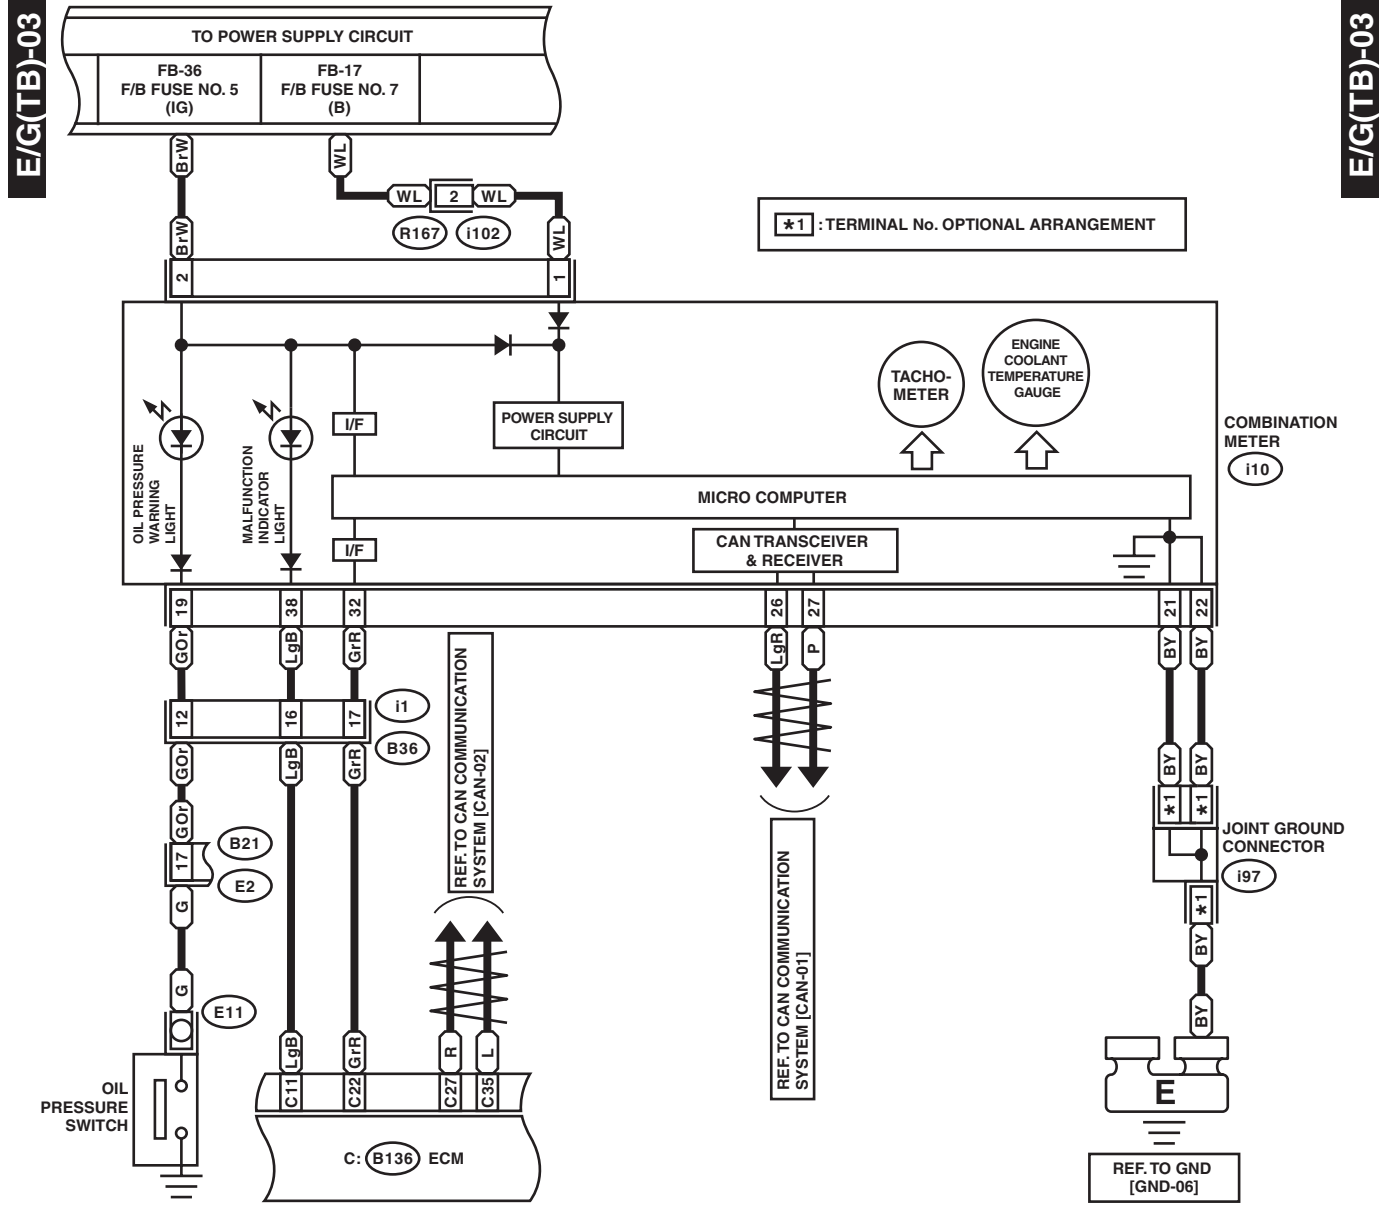 E/G(TB)-03
E/G(TB)-03
TO POWER SUPPLY CIRCUIT
FB-36
F/B FUSE NO. 5
(IG)
FB-17
F/B FUSE NO. 7
(B)
BrW
WL
WL
2
WL
R167
i102
BrW
WL
*1 : TERMINAL No. OPTIONAL ARRANGEMENT
2
1
TACHO-
METER
ENGINE
COOLANT
TEMPERATURE
GAUGE
I/F
POWER SUPPLY
CIRCUIT
COMBINATION
METER
i10
OIL PRESSURE
WARNING
LIGHT
MALFUNCTION
INDICATOR
LIGHT
MICRO COMPUTER
I/F
CAN TRANSCEIVER
& RECEIVER
19
38
32
26
27
21
22
GOr
LgB
GrR
LgR
P
BY
BY
12
16
17
i1
B36
GOr
LgB
GrR
REF. TO CAN COMMUNICATION
SYSTEM [CAN-02]
BY
BY
*1
*1
GOr
17
B21
E2
G
JOINT GROUND
CONNECTOR
i97
*1
BY
REF. TO CAN COMMUNICATION
SYSTEM [CAN-01]
G
E11
BY
LgB
GrR
R
L
C11
C22
C27
C35
OIL
PRESSURE
SWITCH
E
C: B136 ECM
REF. TO GND
[GND-06]